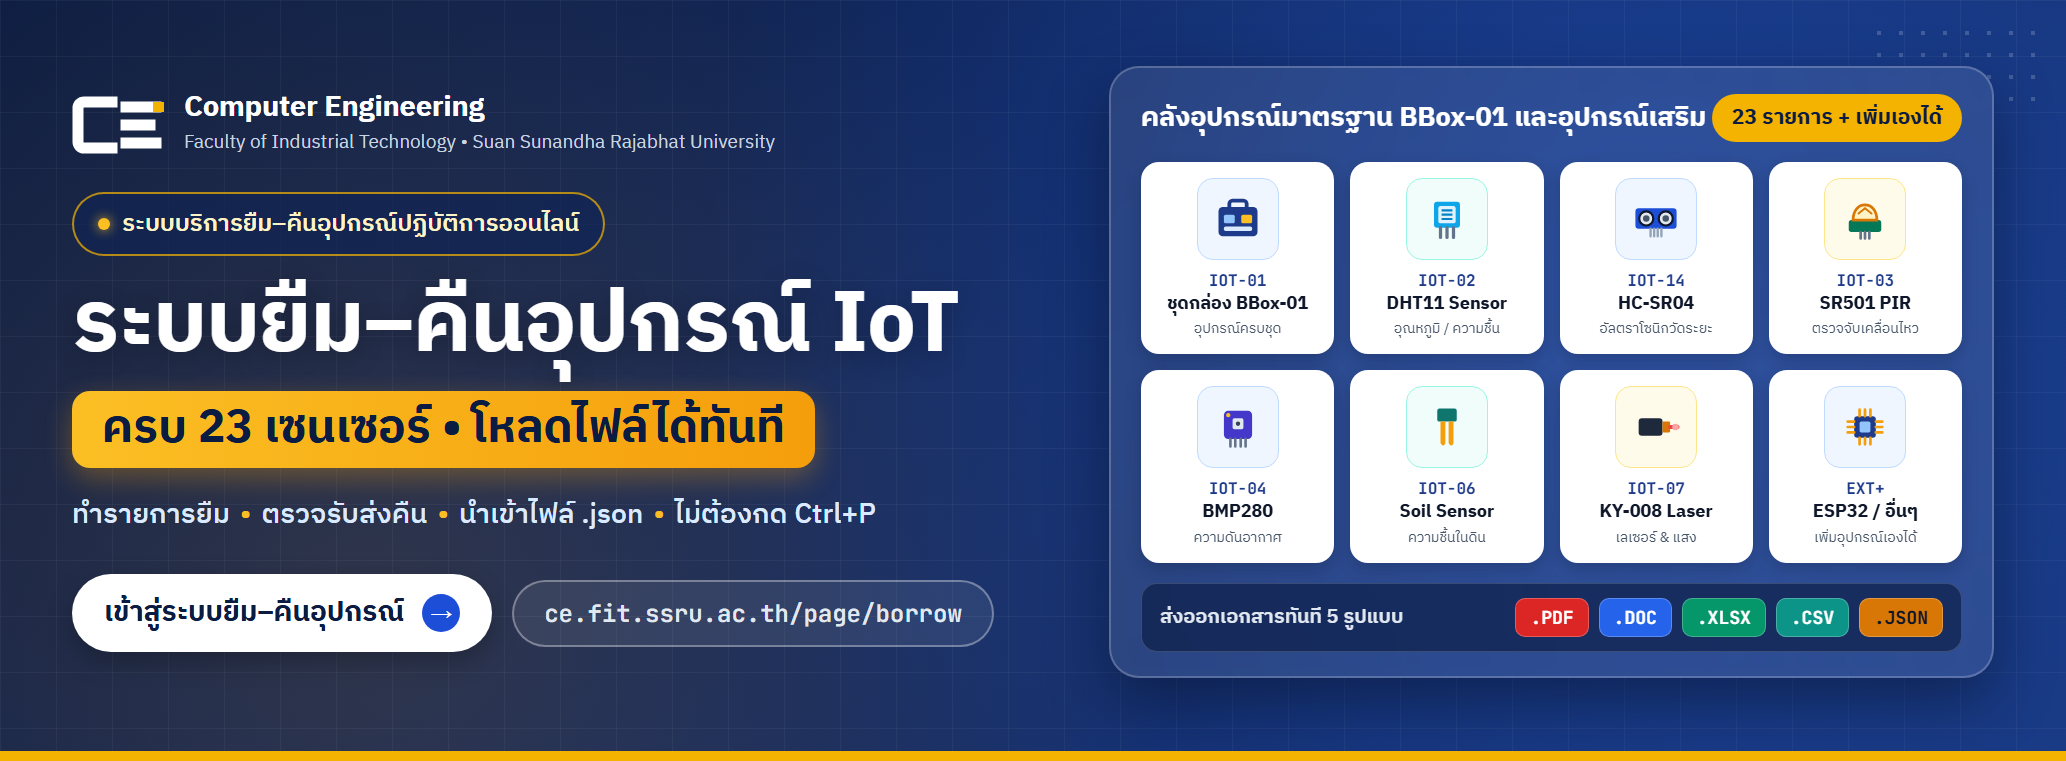 CE
Computer Engineering
Faculty of Industrial Technology • Suan Sunandha Rajabhat University
ระบบบริการยืม–คืนอุปกรณ์ปฏิบัติการออนไลน์
ระบบยืม–คืนอุปกรณ์ IoT
ครบ 23 เซนเซอร์ • โหลดไฟล์ได้ทันที
ทำรายการยืม • ตรวจรับส่งคืน • นำเข้าไฟล์ .json • ไม่ต้องกด Ctrl+P
เข้าสู่ระบบยืม–คืนอุปกรณ์ →
ce.fit.ssru.ac.th/page/borrow
คลังอุปกรณ์มาตรฐาน BBox-01 และอุปกรณ์เสริม
23 รายการ + เพิ่มเองได้
IOT-01
ชุดกล่อง BBox-01
อุปกรณ์ครบชุด
IOT-02
DHT11 Sensor
อุณหภูมิ / ความชื้น
IOT-14
HC-SR04
อัลตราโซนิกวัดระยะ
IOT-03
SR501 PIR
ตรวจจับเคลื่อนไหว
IOT-04
BMP280
ความดันอากาศ
IOT-06
Soil Sensor
ความชื้นในดิน
IOT-07
KY-008 Laser
เลเซอร์ & แสง
EXT+
ESP32 / อื่นๆ
เพิ่มอุปกรณ์เองได้
ส่งออกเอกสารทันที 5 รูปแบบ
.PDF .DOC .XLSX .CSV .JSON